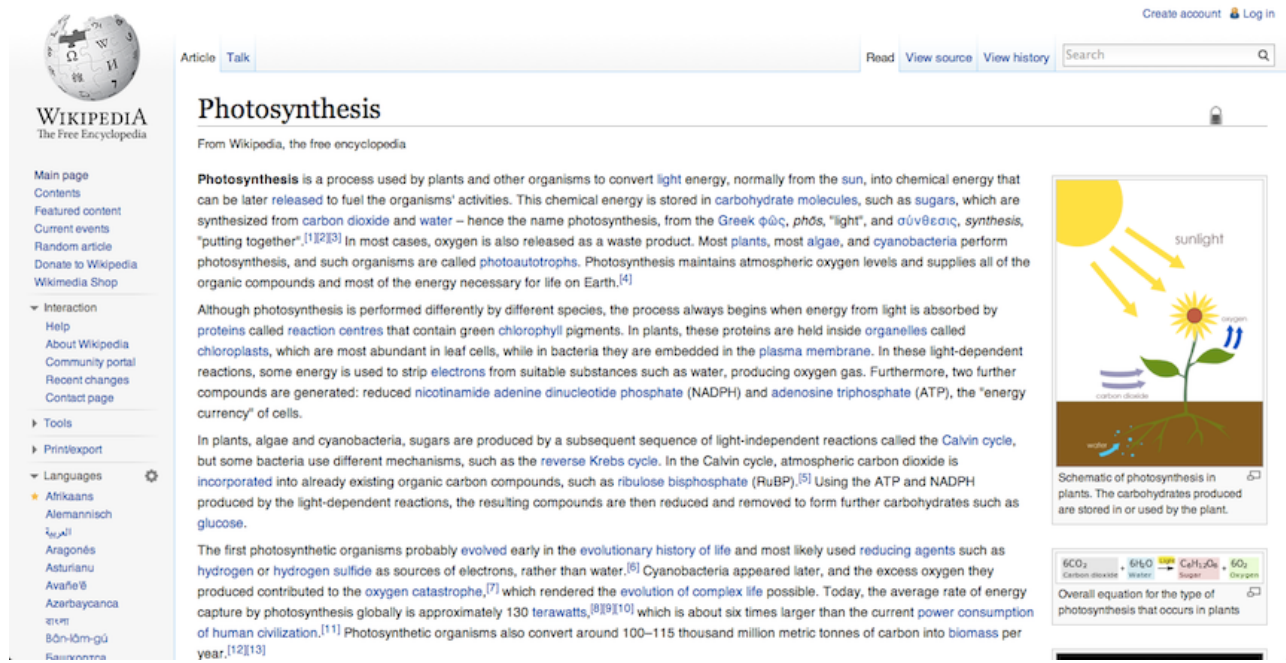 Create account Log in
WIKIPEDIA
The Free Encyclopedia
Article Talk
Read View source View history Search
Main page
Contents
Featured content
Current events
Random article
Donate to Wikipedia
Wikimedia Shop
Interaction
Help
About Wikipedia
Community portal
Recent changes
Contact page
Tools
Print/export
Languages
Afrikaans
Alemannisch
العربية
Aragonés
Asturianu
Avañe'ẽ
Azərbaycanca
বাংলা
Bân-lâm-gú
Башҡортса
Photosynthesis
From Wikipedia, the free encyclopedia
Photosynthesis is a process used by plants and other organisms to convert light energy, normally from the sun, into chemical energy that
can be later released to fuel the organisms' activities. This chemical energy is stored in carbohydrate molecules, such as sugars, which are
synthesized from carbon dioxide and water – hence the name photosynthesis, from the Greek φῶς, phōs, "light", and σύνθεσις, synthesis,
"putting together".[1][2][3] In most cases, oxygen is also released as a waste product. Most plants, most algae, and cyanobacteria perform
photosynthesis, and such organisms are called photoautotrophs. Photosynthesis maintains atmospheric oxygen levels and supplies all of the
organic compounds and most of the energy necessary for life on Earth.[4]
Although photosynthesis is performed differently by different species, the process always begins when energy from light is absorbed by
proteins called reaction centres that contain green chlorophyll pigments. In plants, these proteins are held inside organelles called
chloroplasts, which are most abundant in leaf cells, while in bacteria they are embedded in the plasma membrane. In these light-dependent
reactions, some energy is used to strip electrons from suitable substances such as water, producing oxygen gas. Furthermore, two further
compounds are generated: reduced nicotinamide adenine dinucleotide phosphate (NADPH) and adenosine triphosphate (ATP), the "energy
currency" of cells.
In plants, algae and cyanobacteria, sugars are produced by a subsequent sequence of light-independent reactions called the Calvin cycle,
but some bacteria use different mechanisms, such as the reverse Krebs cycle. In the Calvin cycle, atmospheric carbon dioxide is
incorporated into already existing organic carbon compounds, such as ribulose bisphosphate (RuBP).[5] Using the ATP and NADPH
produced by the light-dependent reactions, the resulting compounds are then reduced and removed to form further carbohydrates such as
glucose.
The first photosynthetic organisms probably evolved early in the evolutionary history of life and most likely used reducing agents such as
hydrogen or hydrogen sulfide as sources of electrons, rather than water.[6] Cyanobacteria appeared later, and the excess oxygen they
produced contributed to the oxygen catastrophe,[7] which rendered the evolution of complex life possible. Today, the average rate of energy
capture by photosynthesis globally is approximately 130 terawatts,[8][9][10] which is about six times larger than the current power consumption
of human civilization.[11] Photosynthetic organisms also convert around 100–115 thousand million metric tonnes of carbon into biomass per
year.[12][13]
sunlight
oxygen
carbon dioxide
water
Schematic of photosynthesis in
plants. The carbohydrates produced
are stored in or used by the plant.
6CO₂ + 6H₂O Light C₆H₁₂O₆ + 6O₂
Carbon dioxide Water Sugar Oxygen
Overall equation for the type of
photosynthesis that occurs in plants